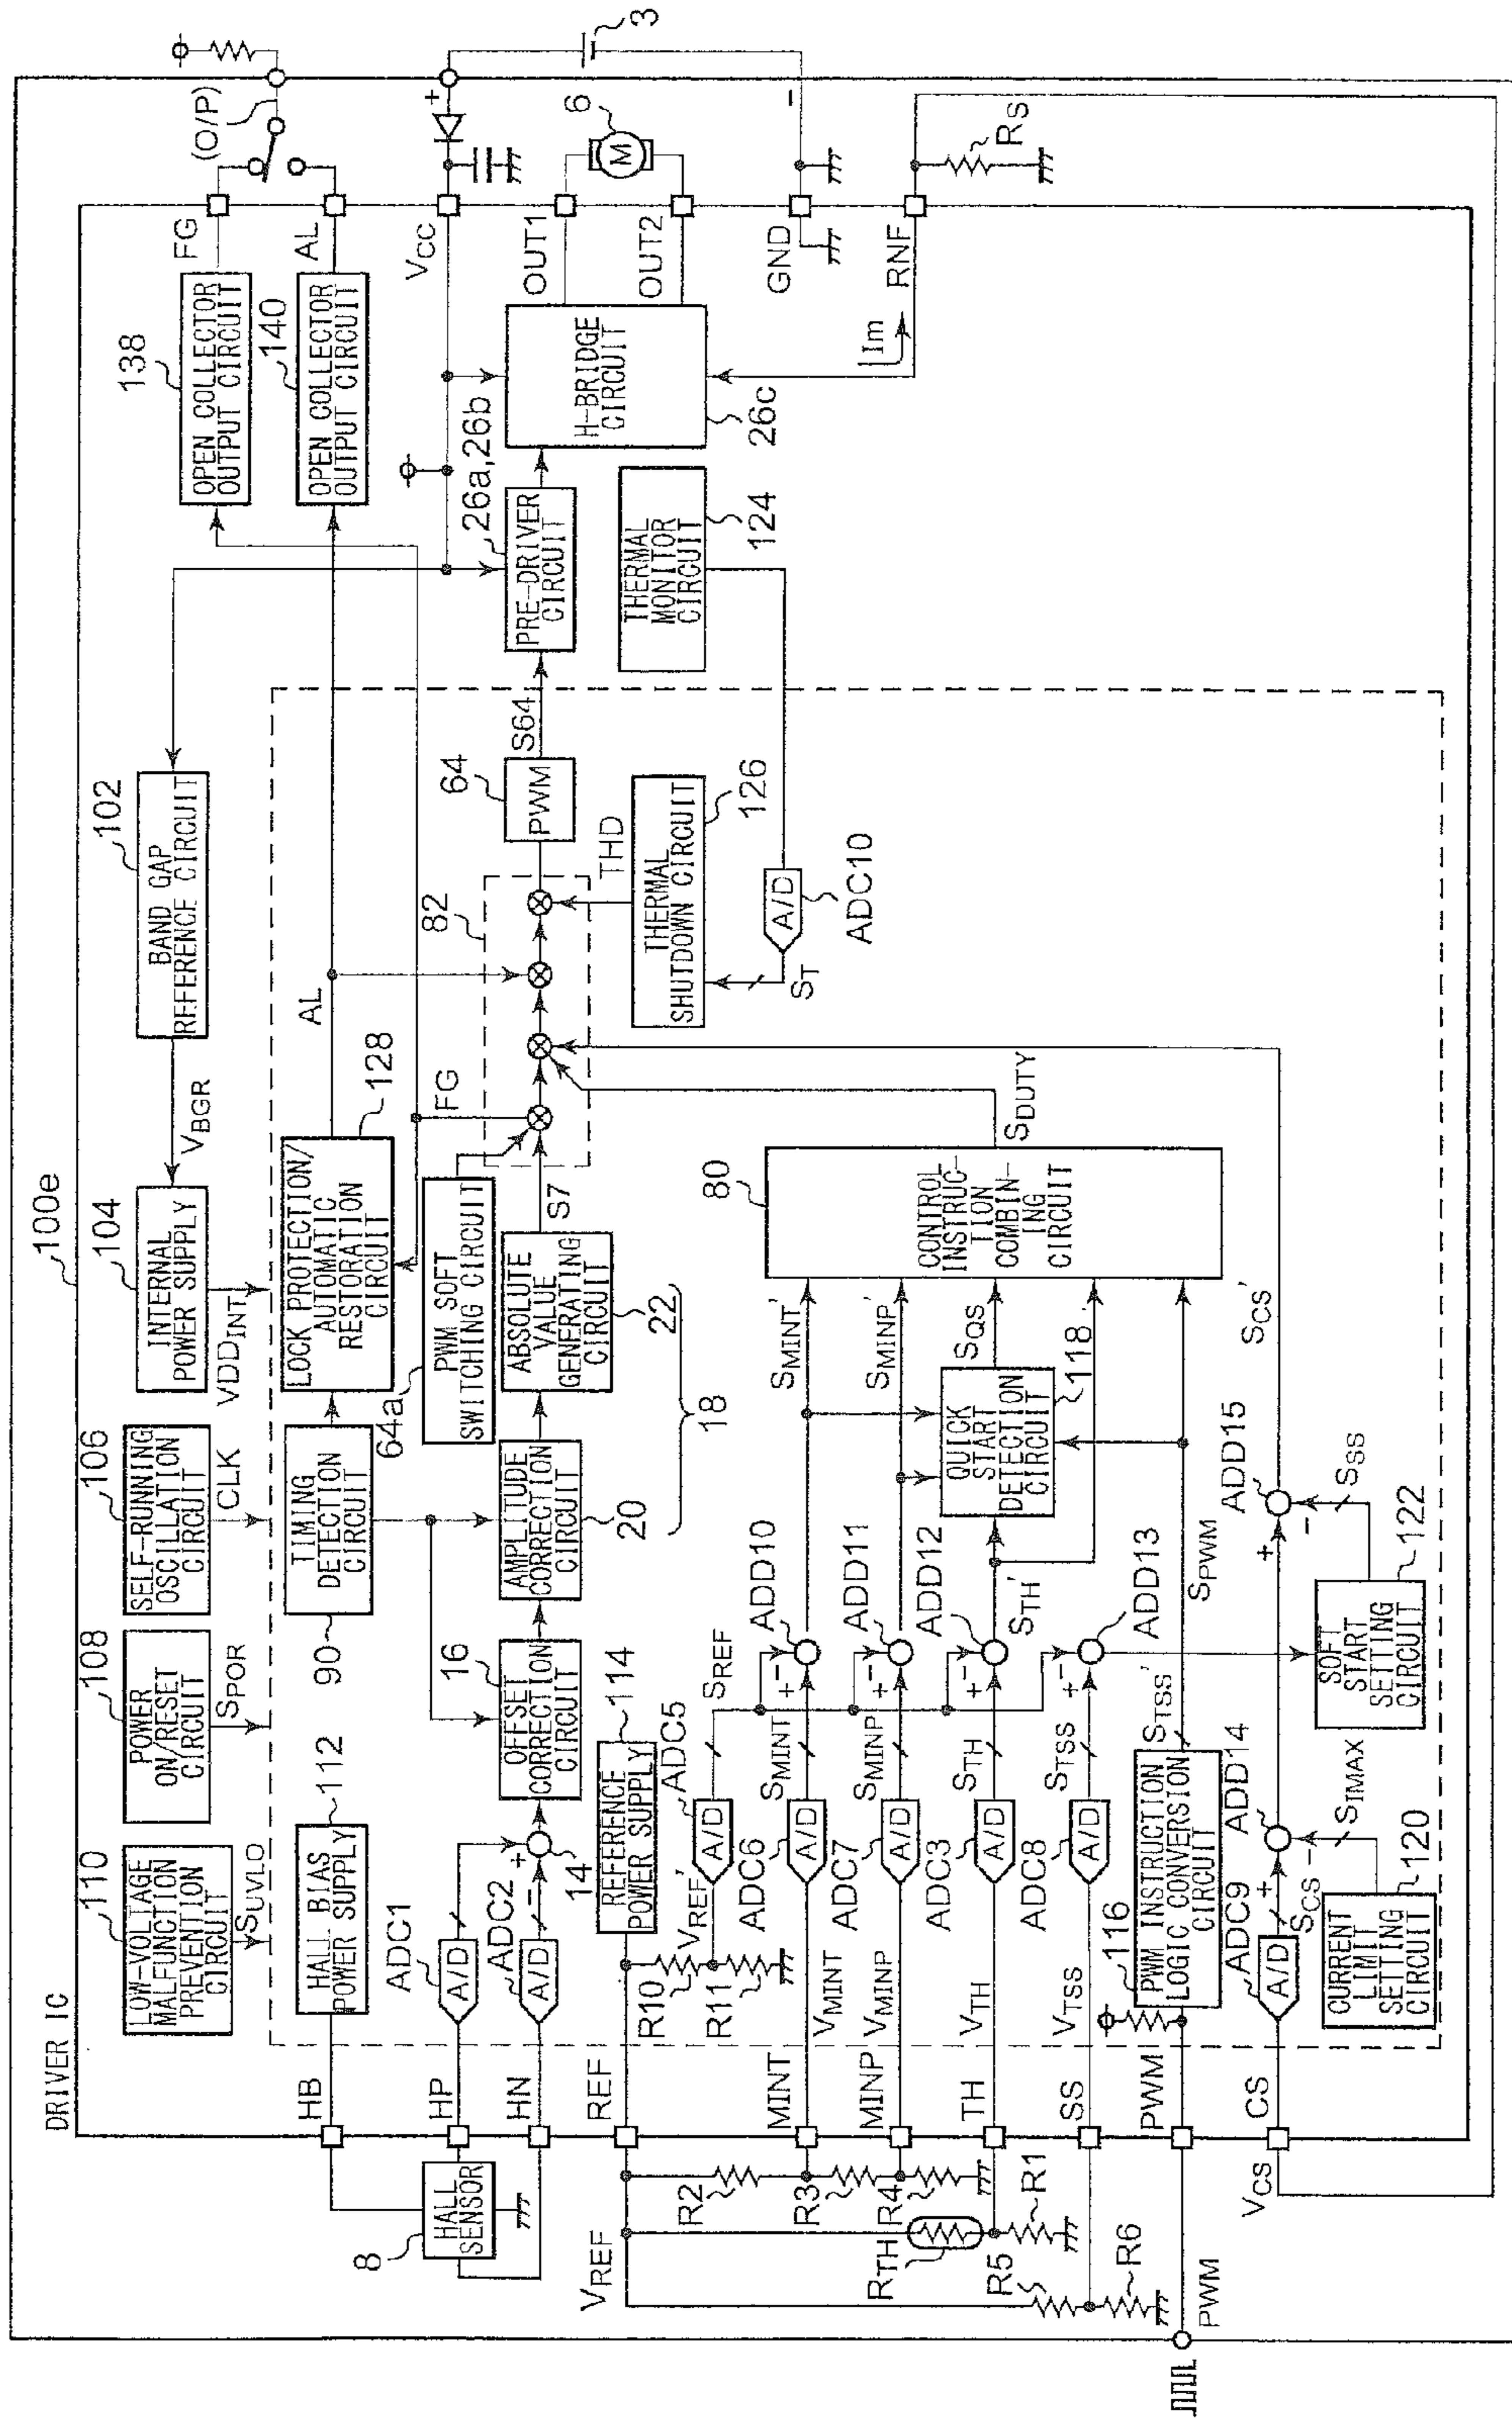 DRIVER IC
100e
110
LOW-VOLTAGE
MALFUNCTION
PREVENTION
CIRCUIT
SUVLO
108
POWER
ON/RESET
CIRCUIT
SPOR
106
SELF-RUNNING
OSCILLATION
CIRCUIT
CLK
104
INTERNAL
POWER SUPPLY
VDDINT
VBGR
102
BAND GAP
REFERENCE CIRCUIT
138
OPEN COLLECTOR
OUTPUT CIRCUIT
FG
140
OPEN COLLECTOR
OUTPUT CIRCUIT
AL
(O/P)
HB
HALL BIAS
POWER SUPPLY
112
90
TIMING
DETECTION
CIRCUIT
LOCK PROTECTION/
AUTOMATIC
RESTORATION
CIRCUIT
128
AL
FG
VCC
+
3
8
HALL
SENSOR
HP
HN
ADC1
A/D
ADC2
A/D
+
-
14
16
OFFSET
CORRECTION
CIRCUIT
AMPLITUDE
CORRECTION
CIRCUIT
20
64a
PWM SOFT
SWITCHING CIRCUIT
ABSOLUTE
VALUE
GENERATING
CIRCUIT
22
18
S7
82
64
PWM
S64
26a,26b
PRE-DRIVER
CIRCUIT
H-BRIDGE
CIRCUIT
26c
OUT1
OUT2
6
M
THD
THERMAL
SHUTDOWN CIRCUIT
126
THERMAL
MONITOR
CIRCUIT
124
A/D
ADC10
ST
GND
-
RNF
Im
RS
REF
VREF
REFERENCE
POWER SUPPLY
114
R10
R11
VREF'
ADC5
A/D
SREF
R2
R3
R4
MINT
VMINT
ADC6
A/D
SMINT
+
-
ADD10
SMINT'
MINP
VMINP
ADC7
A/D
SMINP
+
-
ADD11
SMINP'
RTH
R1
TH
VTH
ADC3
A/D
STH
+
-
ADD12
STH'
QUICK
START
DETECTION
CIRCUIT
118
SQS
80
CONTROL
INSTRUC-
TION
COMBIN-
ING
CIRCUIT
SDUTY
R5
R6
SS
VTSS
ADC8
A/D
STSS
+
-
ADD13
STSS'
PWM
PWM
116
PWM INSTRUCTION
LOGIC CONVERSION
CIRCUIT
SPWM
CS
VCS
ADC9
A/D
SCS
+
-
ADD14
SIMAX
CURRENT
LIMIT
SETTING
CIRCUIT
120
+
-
ADD15
SSS
SCS'
SOFT
START
SETTING
CIRCUIT
122